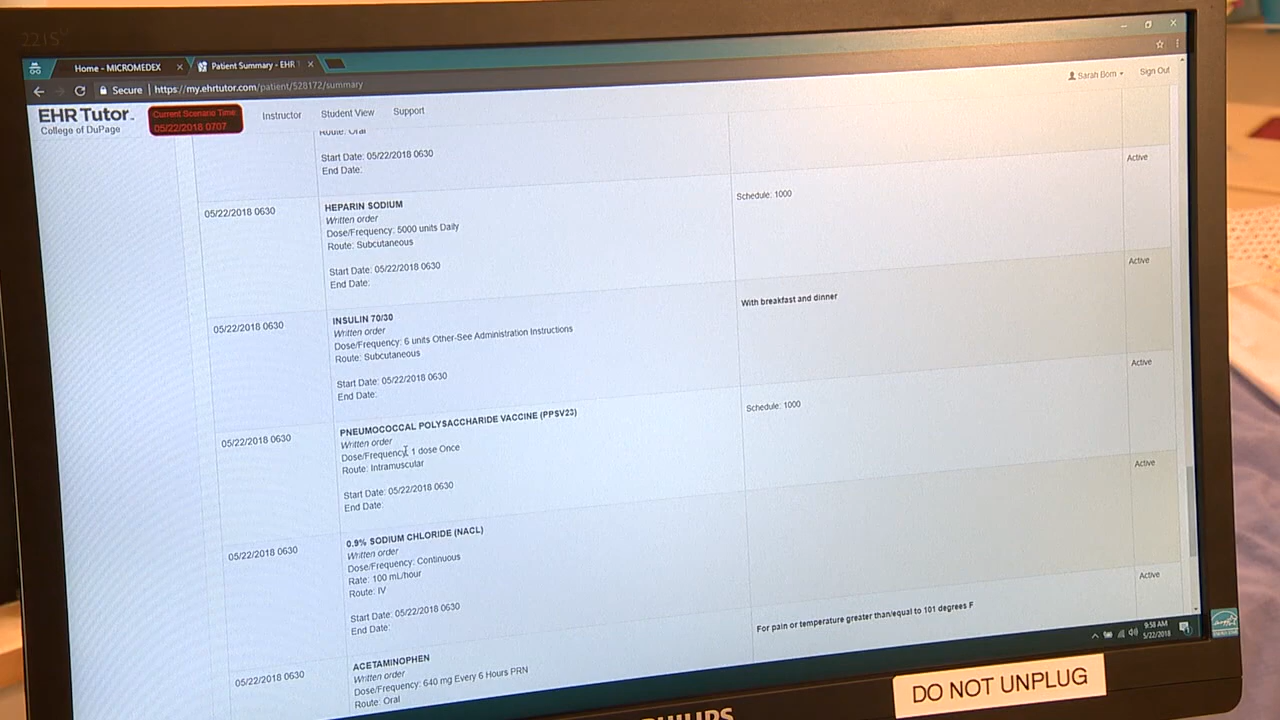 221S
Home - MICROMEDEX
Patient Summary - EHR T
Secure
https://my.ehrtutor.com/patient/528172/summary
EHR Tutor
College of DuPage
Current Scenario Time:
05/22/2018 0707
Instructor
Student View
Support
Sarah Bom
Sign Out
Route: Oral
Start Date: 05/22/2018 0630
End Date:
Active
05/22/2018 0630
HEPARIN SODIUM
Written order
Dose/Frequency: 5000 units Daily
Route: Subcutaneous
Start Date: 05/22/2018 0630
End Date:
Schedule: 1000
Active
05/22/2018 0630
INSULIN 70/30
Written order
Dose/Frequency: 6 units Other-See Administration Instructions
Route: Subcutaneous
Start Date: 05/22/2018 0630
End Date:
With breakfast and dinner
Active
05/22/2018 0630
PNEUMOCOCCAL POLYSACCHARIDE VACCINE (PPSV23)
Written order
Dose/Frequency: 1 dose Once
Route: Intramuscular
Start Date: 05/22/2018 0630
End Date:
Schedule: 1000
Active
05/22/2018 0630
0.9% SODIUM CHLORIDE (NACL)
Written order
Dose/Frequency: Continuous
Rate: 100 mL/hour
Route: IV
Start Date: 05/22/2018 0630
End Date:
Active
05/22/2018 0630
ACETAMINOPHEN
Written order
Dose/Frequency: 640 mg Every 6 Hours PRN
Route: Oral
For pain or temperature greater than/equal to 101 degrees F
9:58 AM
5/22/2018
DO NOT UNPLUG
PHILIPS